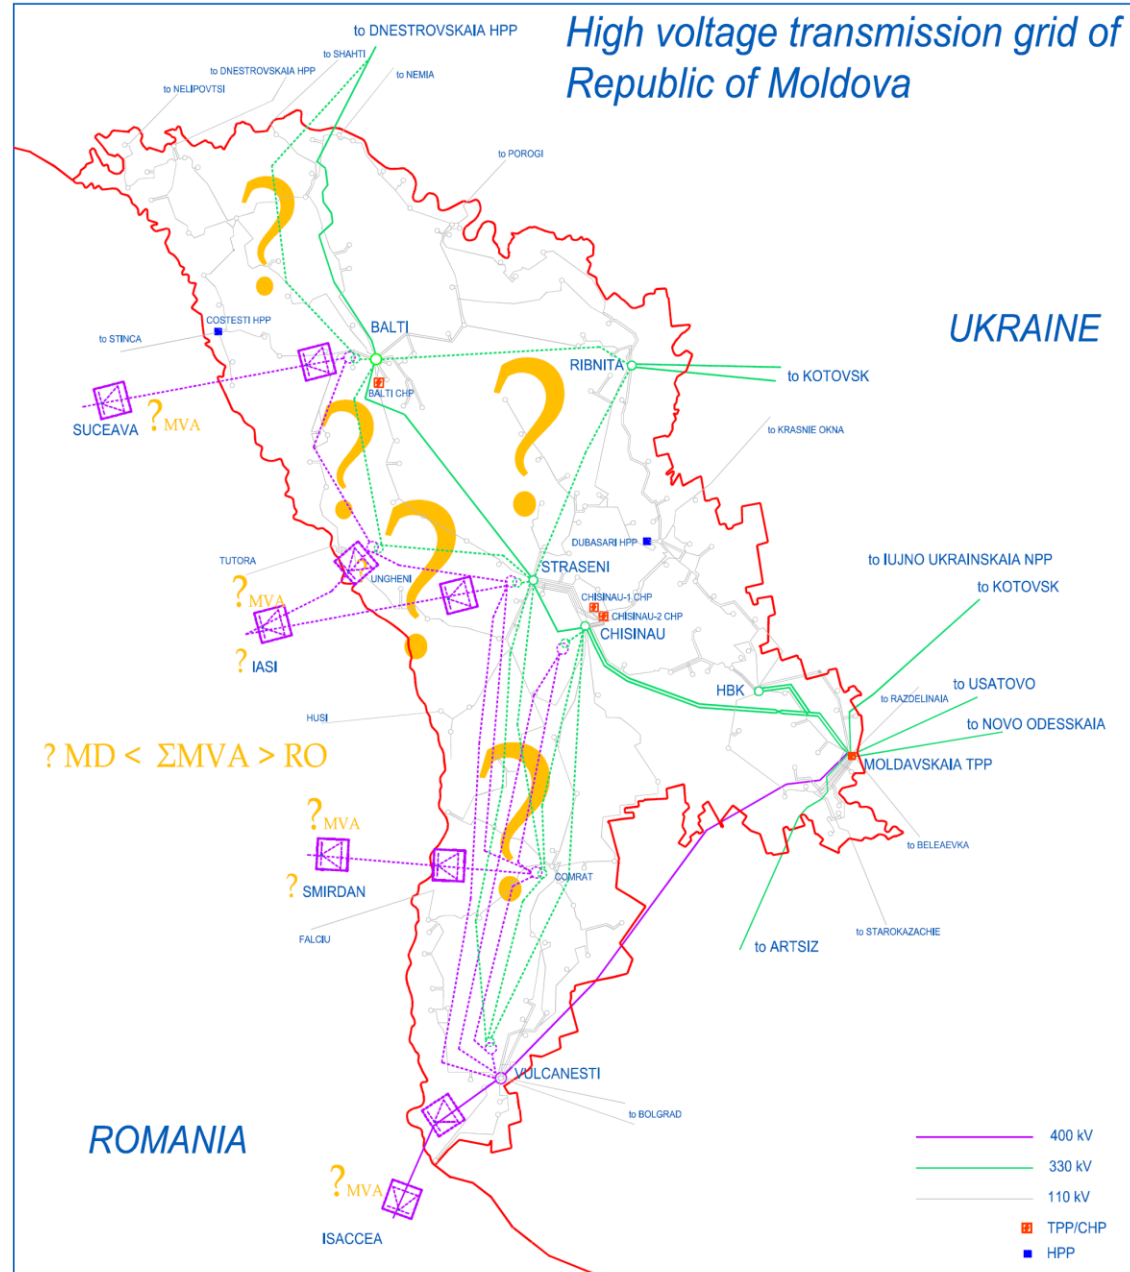 High voltage transmission grid of
Republic of Moldova
to DNESTROVSKAIA HPP
to SHAHTI
to DNESTROVSKAIA HPP
to NEMIA
to NELIPOVTSI
to POROGI
?
COSTESTI HPP
to STINCA
BALTI
UKRAINE
RIBNITA
to KOTOVSK
BALTI CHP
SUCEAVA
? MVA
?
?
to KRASNIE OKNA
?
DUBASARI HPP
TUTORA
?
UNGHENI
STRASENI
to IUJNO UKRAINSKAIA NPP
to KOTOVSK
? MVA
CHISINAU-1 CHP
CHISINAU-2 CHP
CHISINAU
? IASI
HBK
to USATOVO
to RAZDELINAIA
HUSI
to NOVO ODESSKAIA
? MD < ΣMVA > RO
MOLDAVSKAIA TPP
?
? MVA
to BELEAEVKA
? SMIRDAN
COMRAT
FALCIU
to STAROKAZACHIE
to ARTSIZ
VULCANESTI
to BOLGRAD
ROMANIA
400 kV
330 kV
? MVA
110 kV
TPP/CHP
ISACCEA
HPP